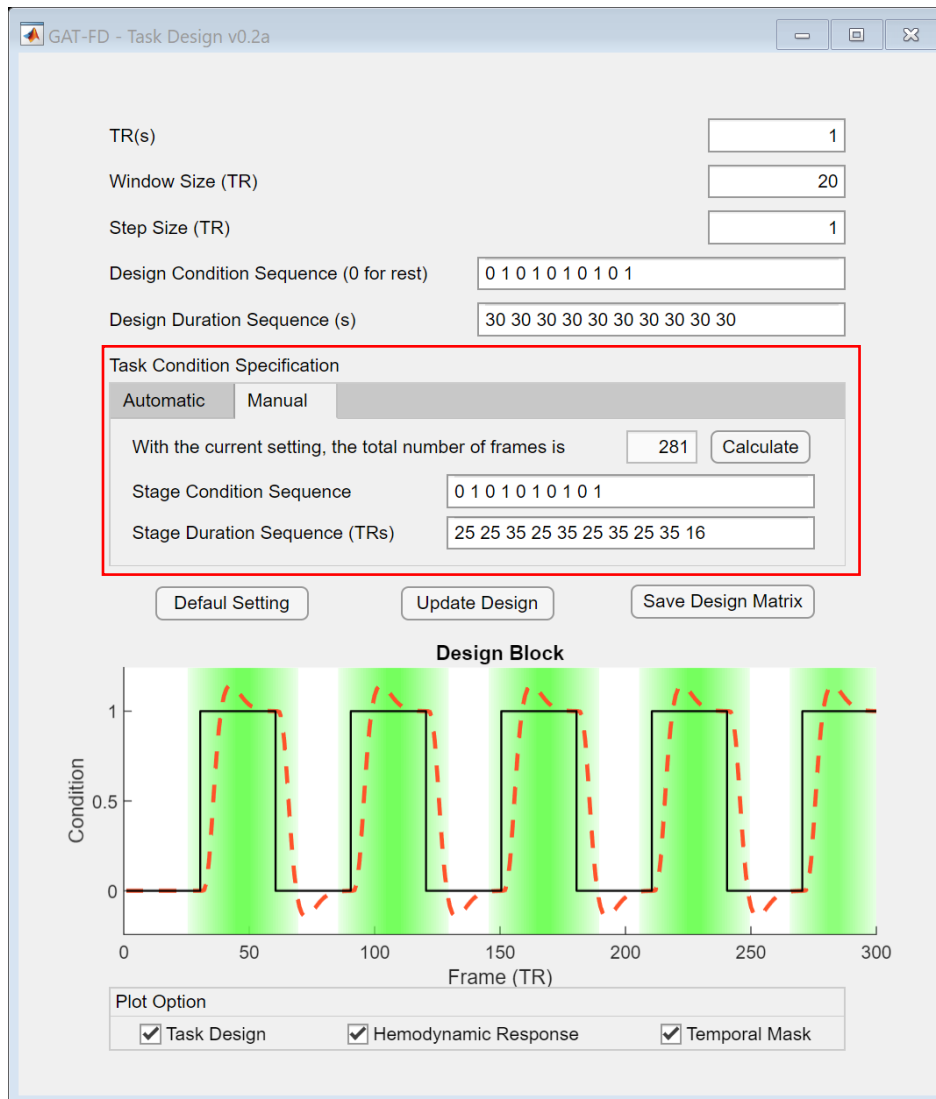 GAT-FD - Task Design v0.2a
TR(s) 1
Window Size (TR) 20
Step Size (TR) 1
Design Condition Sequence (0 for rest) 0 1 0 1 0 1 0 1 0 1
Design Duration Sequence (s) 30 30 30 30 30 30 30 30 30 30
Task Condition Specification
Automatic Manual
With the current setting, the total number of frames is 281 Calculate
Stage Condition Sequence 0 1 0 1 0 1 0 1 0 1
Stage Duration Sequence (TRs) 25 25 35 25 35 25 35 25 35 16
Defaul Setting Update Design Save Design Matrix
Design Block
1
0.5
0
Condition
0 50 100 150 200 250 300
Frame (TR)
Plot Option
Task Design Hemodynamic Response Temporal Mask